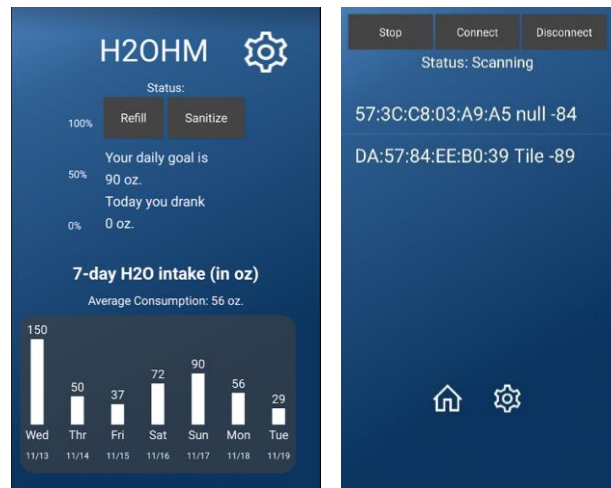 H2OHM
Status:
100%
Refill Sanitize
Your daily goal is
50%
90 oz.
Today you drank
0%
0 oz.
7-day H20 intake (in oz)
Average Consumption: 56 oz.
150 50 37 72 90 56 29
Wed Thr Fri Sat Sun Mon Tue
11/13 11/14 11/15 11/16 11/17 11/18 11/19
Stop Connect Disconnect
Status: Scanning
57:3C:C8:03:A9:A5 null -84
DA:57:84:EE:B0:39 Tile -89